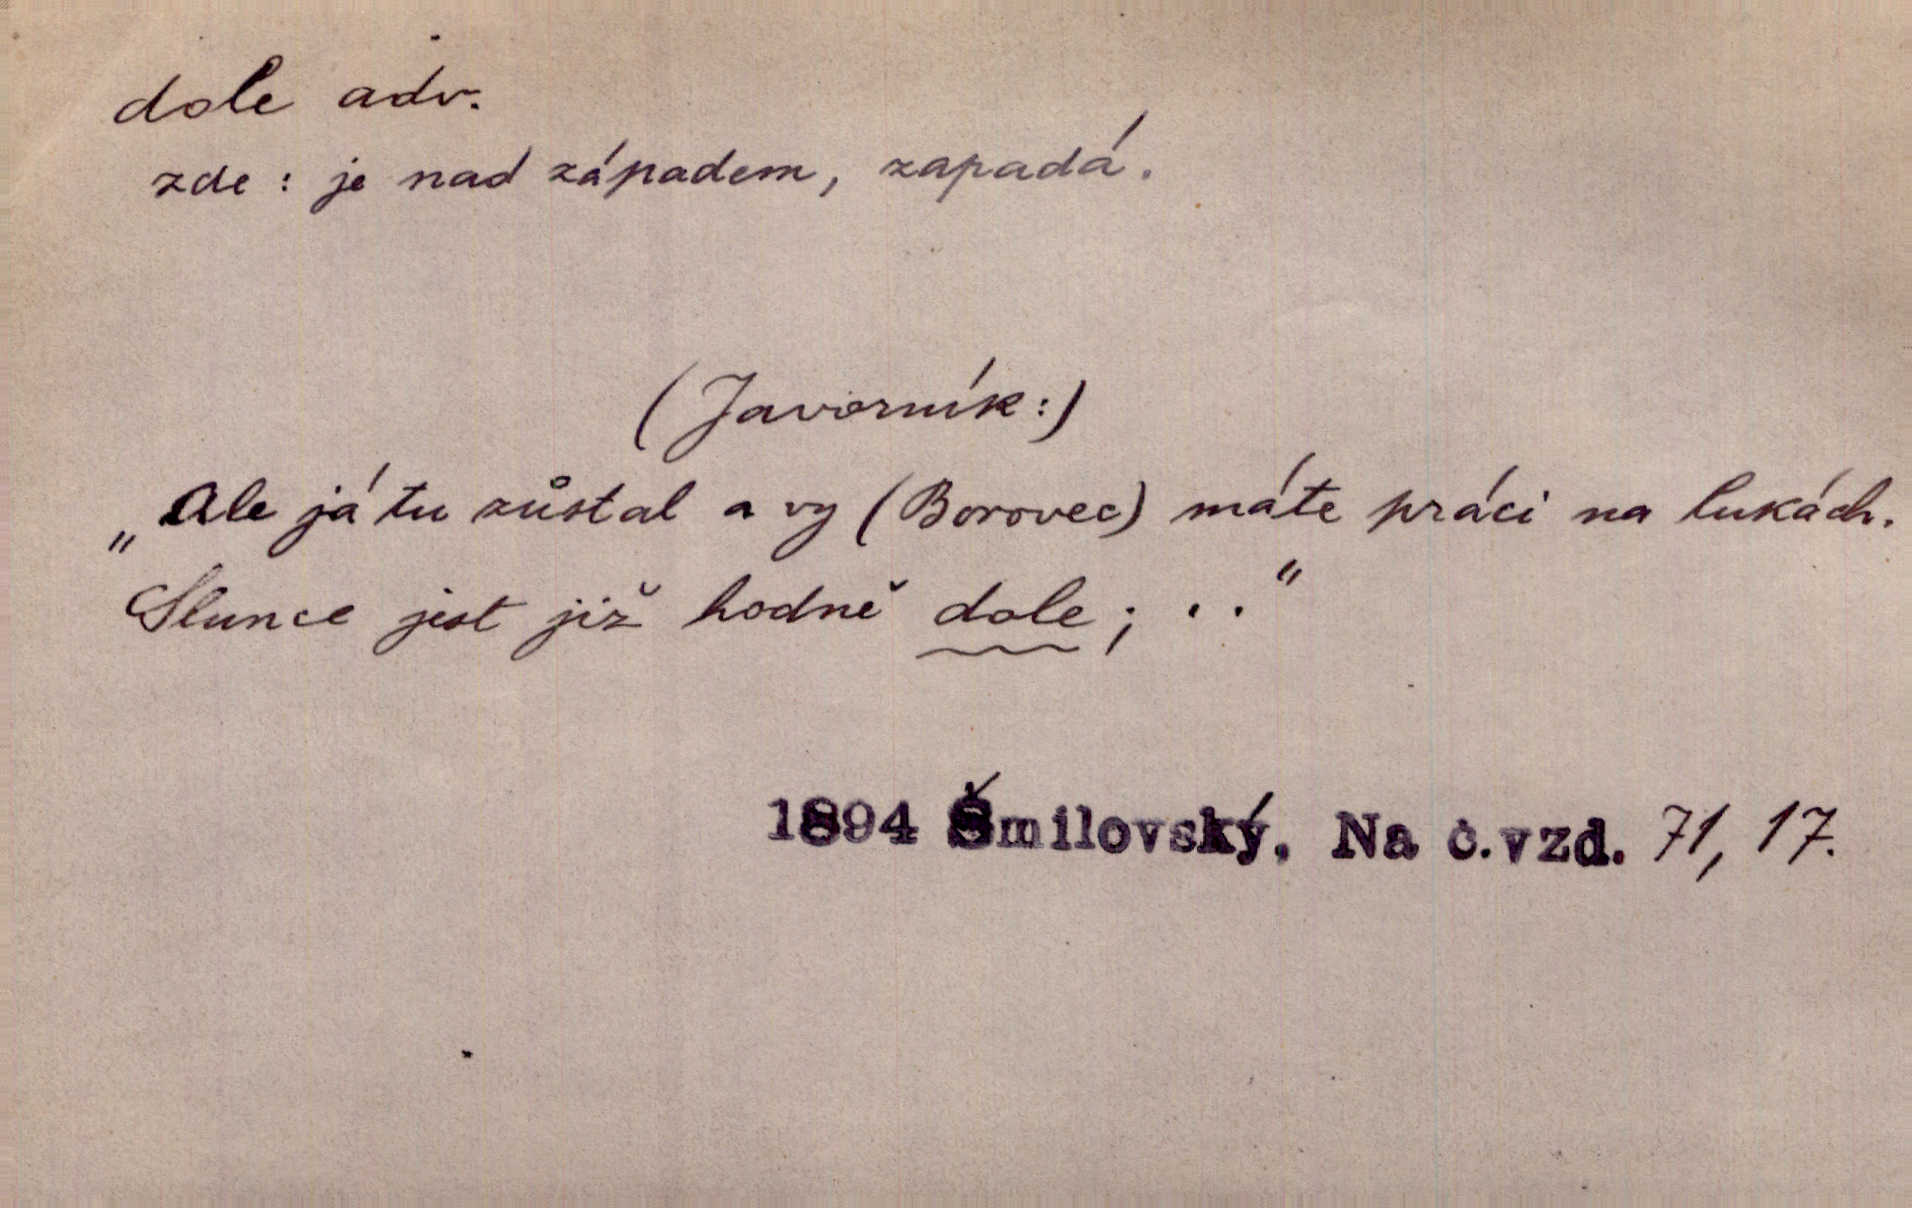 dole adv.
zde : je nad západem, zapadá.
(Javorník:)
„Ale já tu zůstal a vy (Borovec) máte práci na lukách.
Slunce jest již hodně dole; . .“
1894 Šmilovský, Na č.vzd. 71, 17.